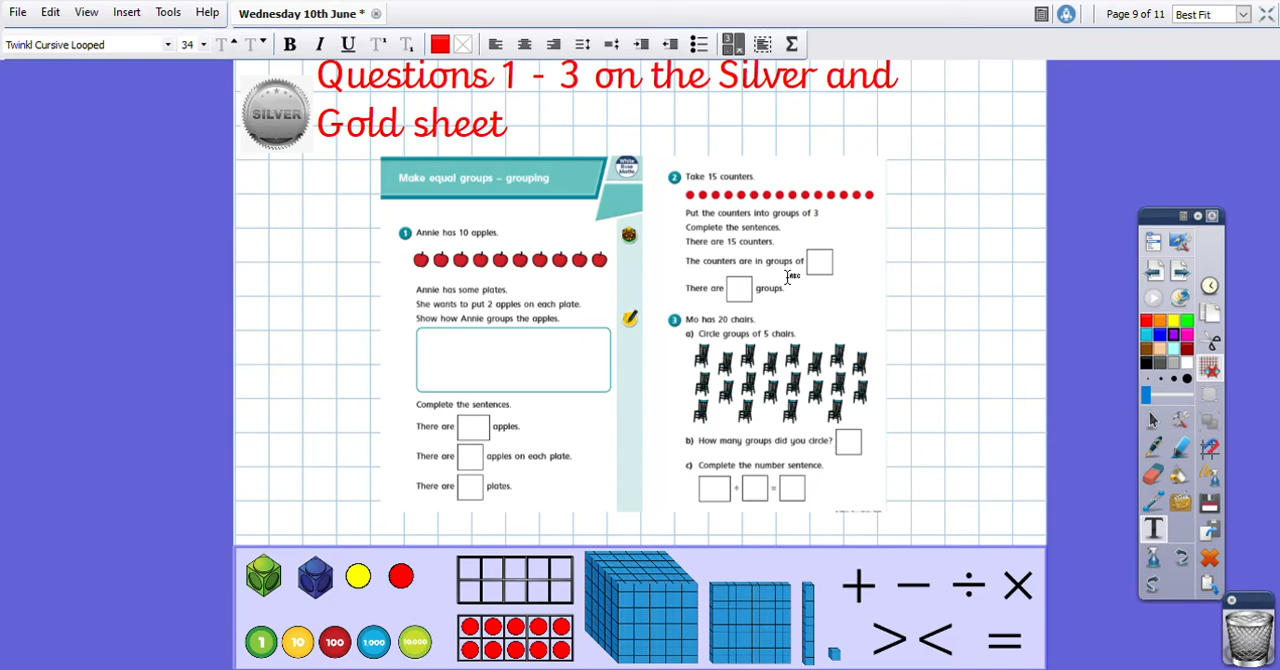 File Edit View Insert Tools Help
Wednesday 10th June *
Page 9 of 11
Best Fit
Twinkl Cursive Looped
34
B I U
Questions 1 - 3 on the Silver and
Gold sheet
SILVER
Make equal groups – grouping
White
Rose
Maths
1 Annie has 10 apples.
Annie has some plates.
She wants to put 2 apples on each plate.
Show how Annie groups the apples.
Complete the sentences.
There are apples.
There are apples on each plate.
There are plates.
2 Take 15 counters.
Put the counters into groups of 3
Complete the sentences.
There are 15 counters.
The counters are in groups of
There are groups.
ABC
3 Mo has 20 chairs.
a) Circle groups of 5 chairs.
b) How many groups did you circle?
c) Complete the number sentence.
÷ =
1 10 100 1,000 10,000
+ − ÷ ×
> < =
T